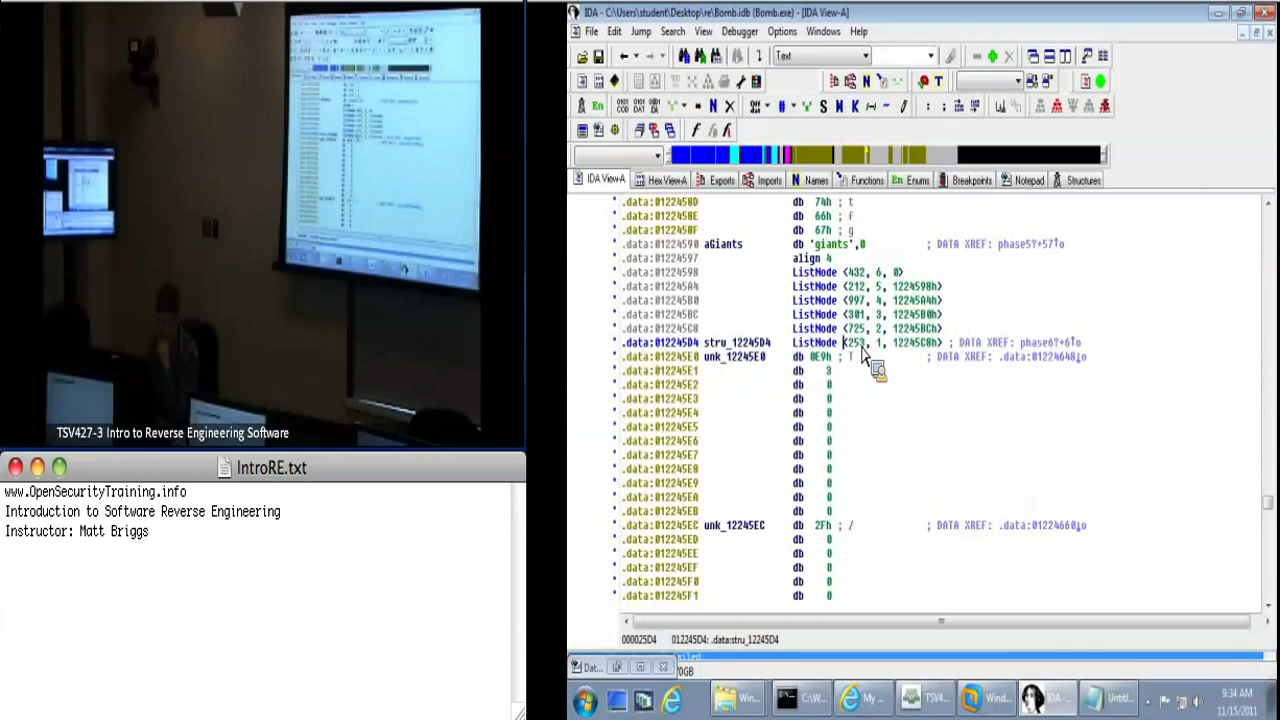 TSV427-3 Intro to Reverse Engineering Software
IntroRE.txt
www.OpenSecurityTraining.info
Introduction to Software Reverse Engineering
Instructor: Matt Briggs
IDA - C:\Users\student\Desktop\re\Bomb.idb (Bomb.exe) - [IDA View-A]
File Edit Jump Search View Debugger Options Windows Help
Text
IDA View-A Hex View-A Exports Imports Names Functions Enums Breakpoints Notepad Structures
.data:0122458D db 74h ; t
.data:0122458E db 66h ; f
.data:0122458F db 67h ; g
.data:01224590 aGiants db 'giants',0 ; DATA XREF: phase5?+57↑o
.data:01224597 align 4
.data:01224598 ListNode <432, 6, 0>
.data:012245A4 ListNode <212, 5, 1224598h>
.data:012245B0 ListNode <997, 4, 12245A4h>
.data:012245BC ListNode <301, 3, 12245B0h>
.data:012245C8 ListNode <725, 2, 12245BCh>
.data:012245D4 stru_12245D4 ListNode <253, 1, 12245C8h> ; DATA XREF: phase6?+6↑o
.data:012245E0 unk_12245E0 db 0E9h ; T ; DATA XREF: .data:01224648↓o
.data:012245E1 db 3
.data:012245E2 db 0
.data:012245E3 db 0
.data:012245E4 db 0
.data:012245E5 db 0
.data:012245E6 db 0
.data:012245E7 db 0
.data:012245E8 db 0
.data:012245E9 db 0
.data:012245EA db 0
.data:012245EB db 0
.data:012245EC unk_12245EC db 2Fh ; / ; DATA XREF: .data:01224660↓o
.data:012245ED db 0
.data:012245EE db 0
.data:012245EF db 0
.data:012245F0 db 0
.data:012245F1 db 0
000025D4 012245D4: .data:stru_12245D4
Dat...
Win... C:\W... My ... TSV4... Wind... IDA -... Untitl...
9:34 AM
11/15/2011